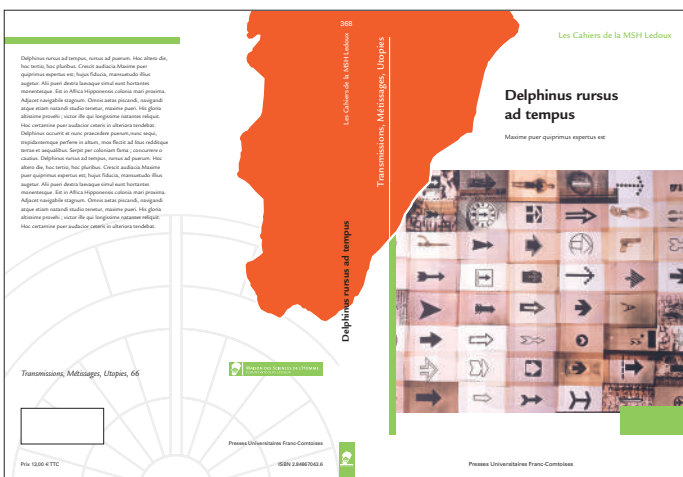 Delphinus rursus ad tempus, rursus ad puerum. Hoc altero die,
hoc tertio, hoc pluribus. Crescit audacia.Maxime puer
quiprimus expertus est; hujus fiducia, mansuetudo illius
augetur. Alii pueri dextra laevaque simul eunt hortantes
monentesque. Est in Africa Hipponensis colonia mari proxima.
Adjacet navigabile stagnum. Omnis aetas piscandi, navigandi
atque etiam natandi studio tenetur, maxime pueri. His gloria
altissime provehi ; victor ille qui longissime natantes reliquit.
Hoc certamine puer audacior ceteris in ulteriora tendebat.
Delphinus occurrit et nunc praecedere puerum,nunc sequi,
trepidantemque perferre in altum, mox flectit ad litus redditque
terrae et aequalibus. Serpit per coloniam fama ; concurrere o
cautius. Delphinus rursus ad tempus, rursus ad puerum. Hoc
altero die, hoc tertio, hoc pluribus. Crescit audacia.Maxime
puer quiprimus expertus est; hujus fiducia, mansuetudo illius
augetur. Alii pueri dextra laevaque simul eunt hortantes
monentesque. Est in Africa Hipponensis colonia mari proxima.
Adjacet navigabile stagnum. Omnis aetas piscandi, navigandi
atque etiam natandi studio tenetur, maxime pueri. His gloria
altissime provehi ; victor ille qui longissime natantes reliquit.
Hoc certamine puer audacior ceteris in ulteriora tendebat.
Transmissions, Métissages, Utopies, 66
Prix 12,00 € TTC
Maison des Sciences de l'Homme
Presses Universitaires Franc-Comtoises
ISBN 2.84867042.6
368
Les Cahiers de la MSH Ledoux
Delphinus rursus ad tempus
Transmissions, Métissages, Utopies
Les Cahiers de la MSH Ledoux
Delphinus rursus
ad tempus
Maxime puer quiprimus expertus est
Presses Universitaires Franc-Comtoises